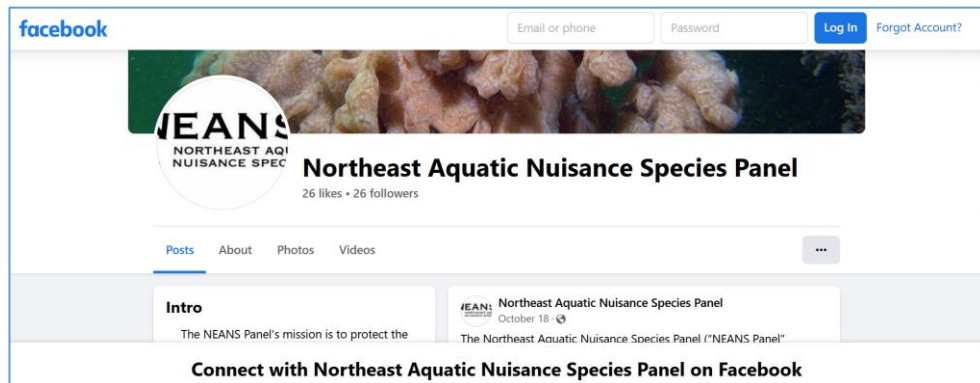 facebook
Email or phone
Password
Log In
Forgot Account?
NEANS
NORTHEAST AQU
NUISANCE SPEC
Northeast Aquatic Nuisance Species Panel
26 likes • 26 followers
Posts
About
Photos
Videos
Intro
The NEANS Panel's mission is to protect the
Northeast Aquatic Nuisance Species Panel
October 18
The Northeast Aquatic Nuisance Species Panel ("NEANS Panel"
Connect with Northeast Aquatic Nuisance Species Panel on Facebook